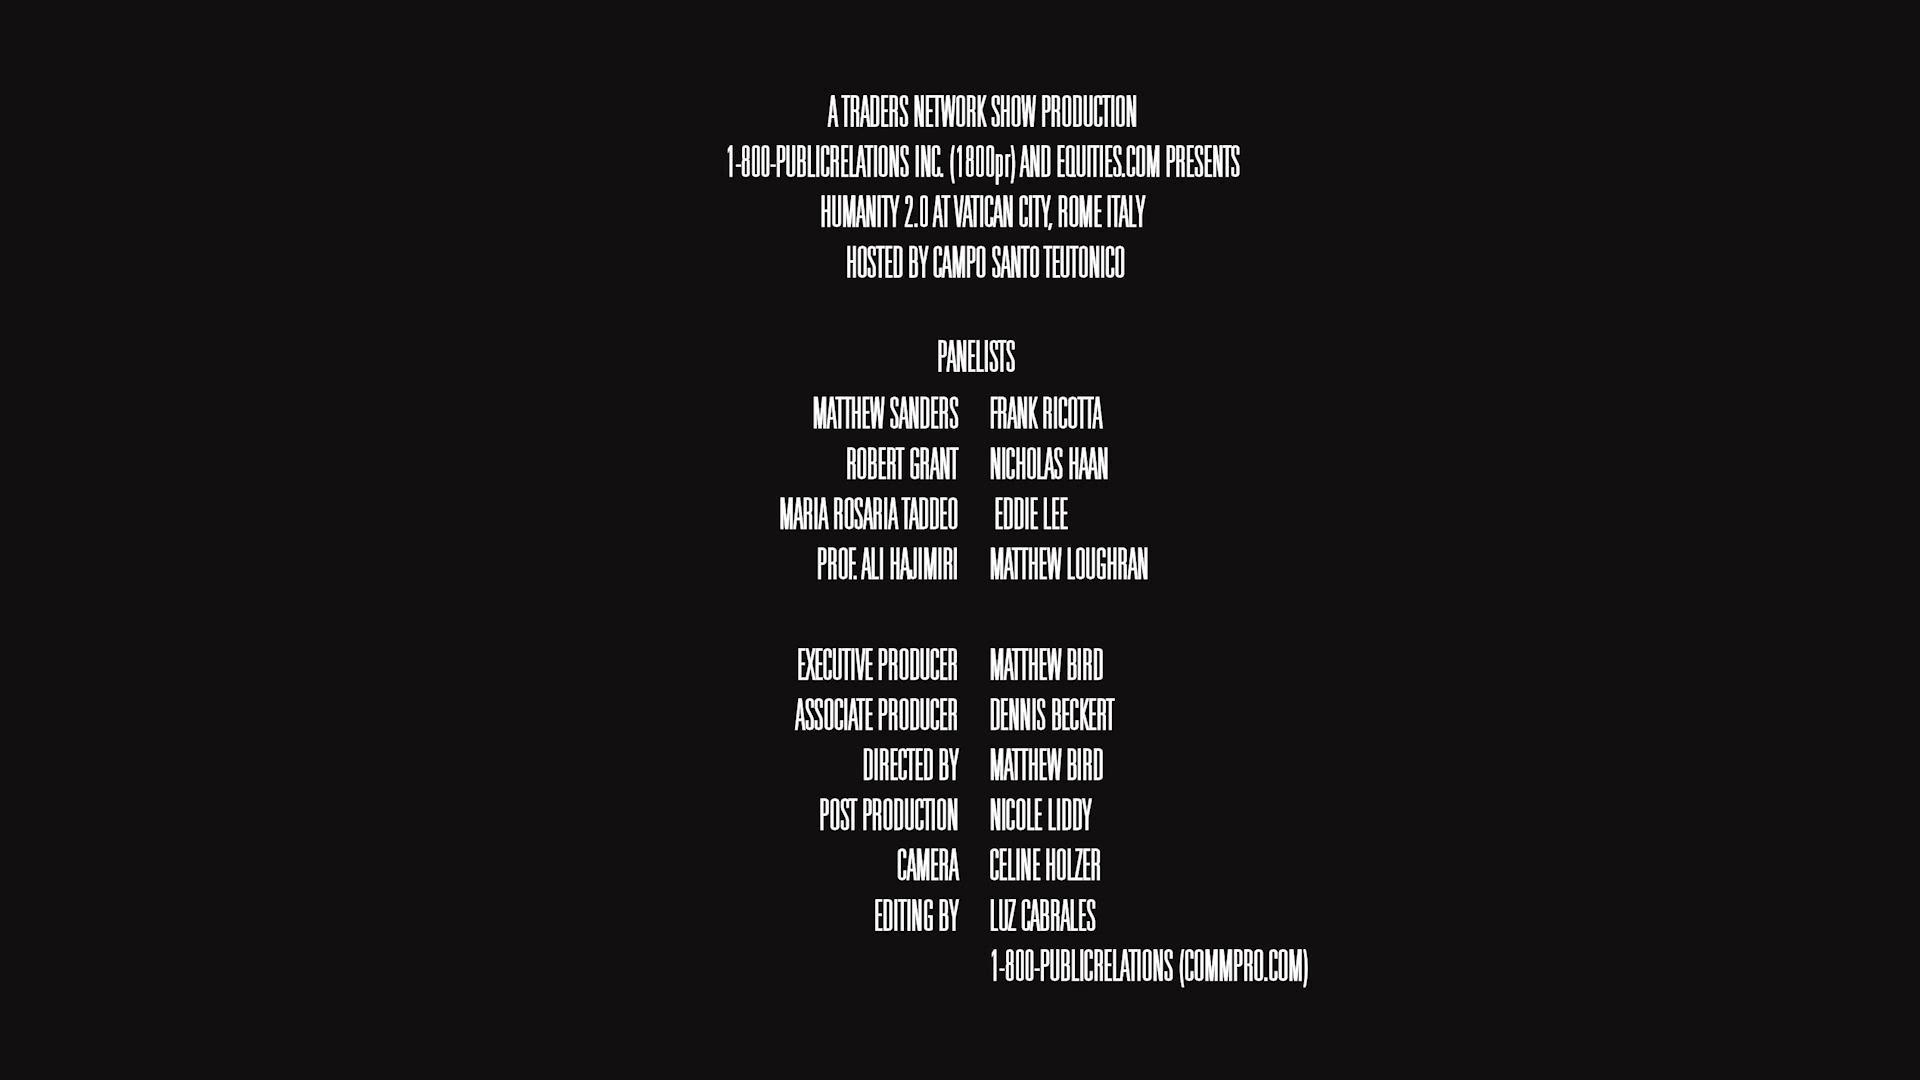 A TRADERS NETWORK SHOW PRODUCTION
1-800-PUBLICRELATIONS INC. (1800pr) AND EQUITIES.COM PRESENTS
HUMANITY 2.0 AT VATICAN CITY, ROME ITALY
HOSTED BY CAMPO SANTO TEUTONICO
PANELISTS
MATTHEW SANDERS FRANK RICOTTA
ROBERT GRANT NICHOLAS HAAN
MARIA ROSARIA TADDEO EDDIE LEE
PROF. ALI HAJIMIRI MATTHEW LOUGHRAN
EXECUTIVE PRODUCER MATTHEW BIRD
ASSOCIATE PRODUCER DENNIS BECKERT
DIRECTED BY MATTHEW BIRD
POST PRODUCTION NICOLE LIDDY
CAMERA CELINE HOLZER
EDITING BY LUZ CABRALES
1-800-PUBLICRELATIONS (COMMPRO.COM)